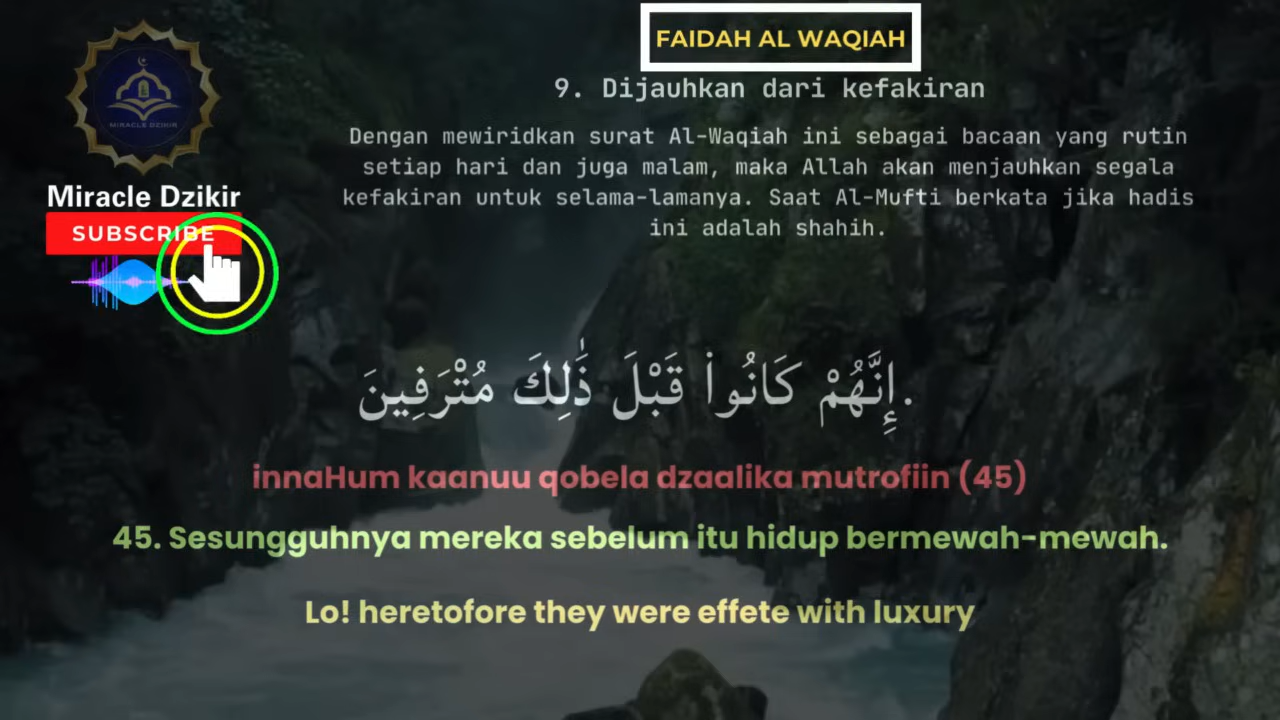 FAIDAH AL WAQIAH
9. Dijauhkan dari kefakiran
Dengan mewiridkan surat Al-Waqiah ini sebagai bacaan yang rutin
setiap hari dan juga malam, maka Allah akan menjauhkan segala
kefakiran untuk selama-lamanya. Saat Al-Mufti berkata jika hadis
ini adalah shahih.
MIRACLE DZIKIR
Miracle Dzikir
SUBSCRIBE
إِنَّهُمْ كَانُوا۟ قَبْلَ ذَٰلِكَ مُتْرَفِينَ.
innaHum kaanuu qobela dzaalika mutrofiin (45)
45. Sesungguhnya mereka sebelum itu hidup bermewah-mewah.
Lo! heretofore they were effete with luxury